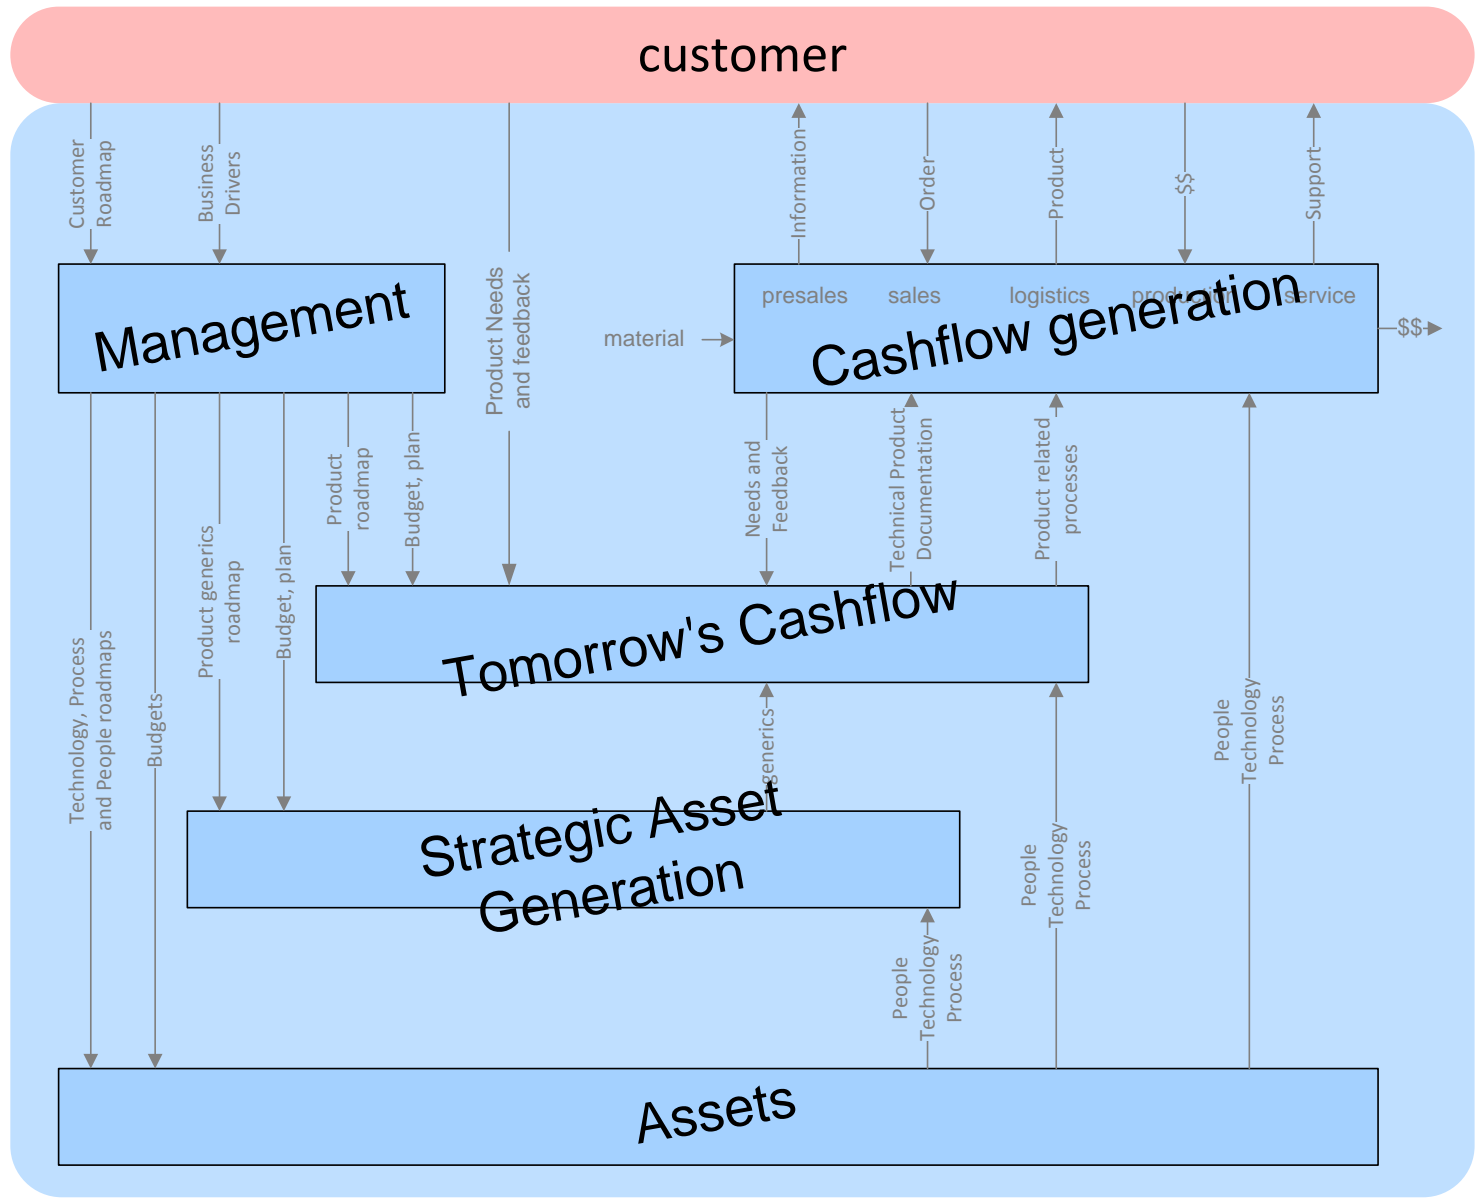 customer
Customer
Roadmap
Business
Drivers
Product Needs
and feedback
Information
Order
Product
$$
Support
Management
presales
sales
logistics
production
service
material
Cashflow generation
$$
Technology, Process
and People roadmaps
Budgets
Product generics
roadmap
Budget, plan
Product
roadmap
Budget, plan
Needs and
Feedback
Technical Product
Documentation
Product related
processes
People
Technology
Process
Tomorrow's Cashflow
generics
People
Technology
Process
Strategic Asset
Generation
People
Technology
Process
Assets